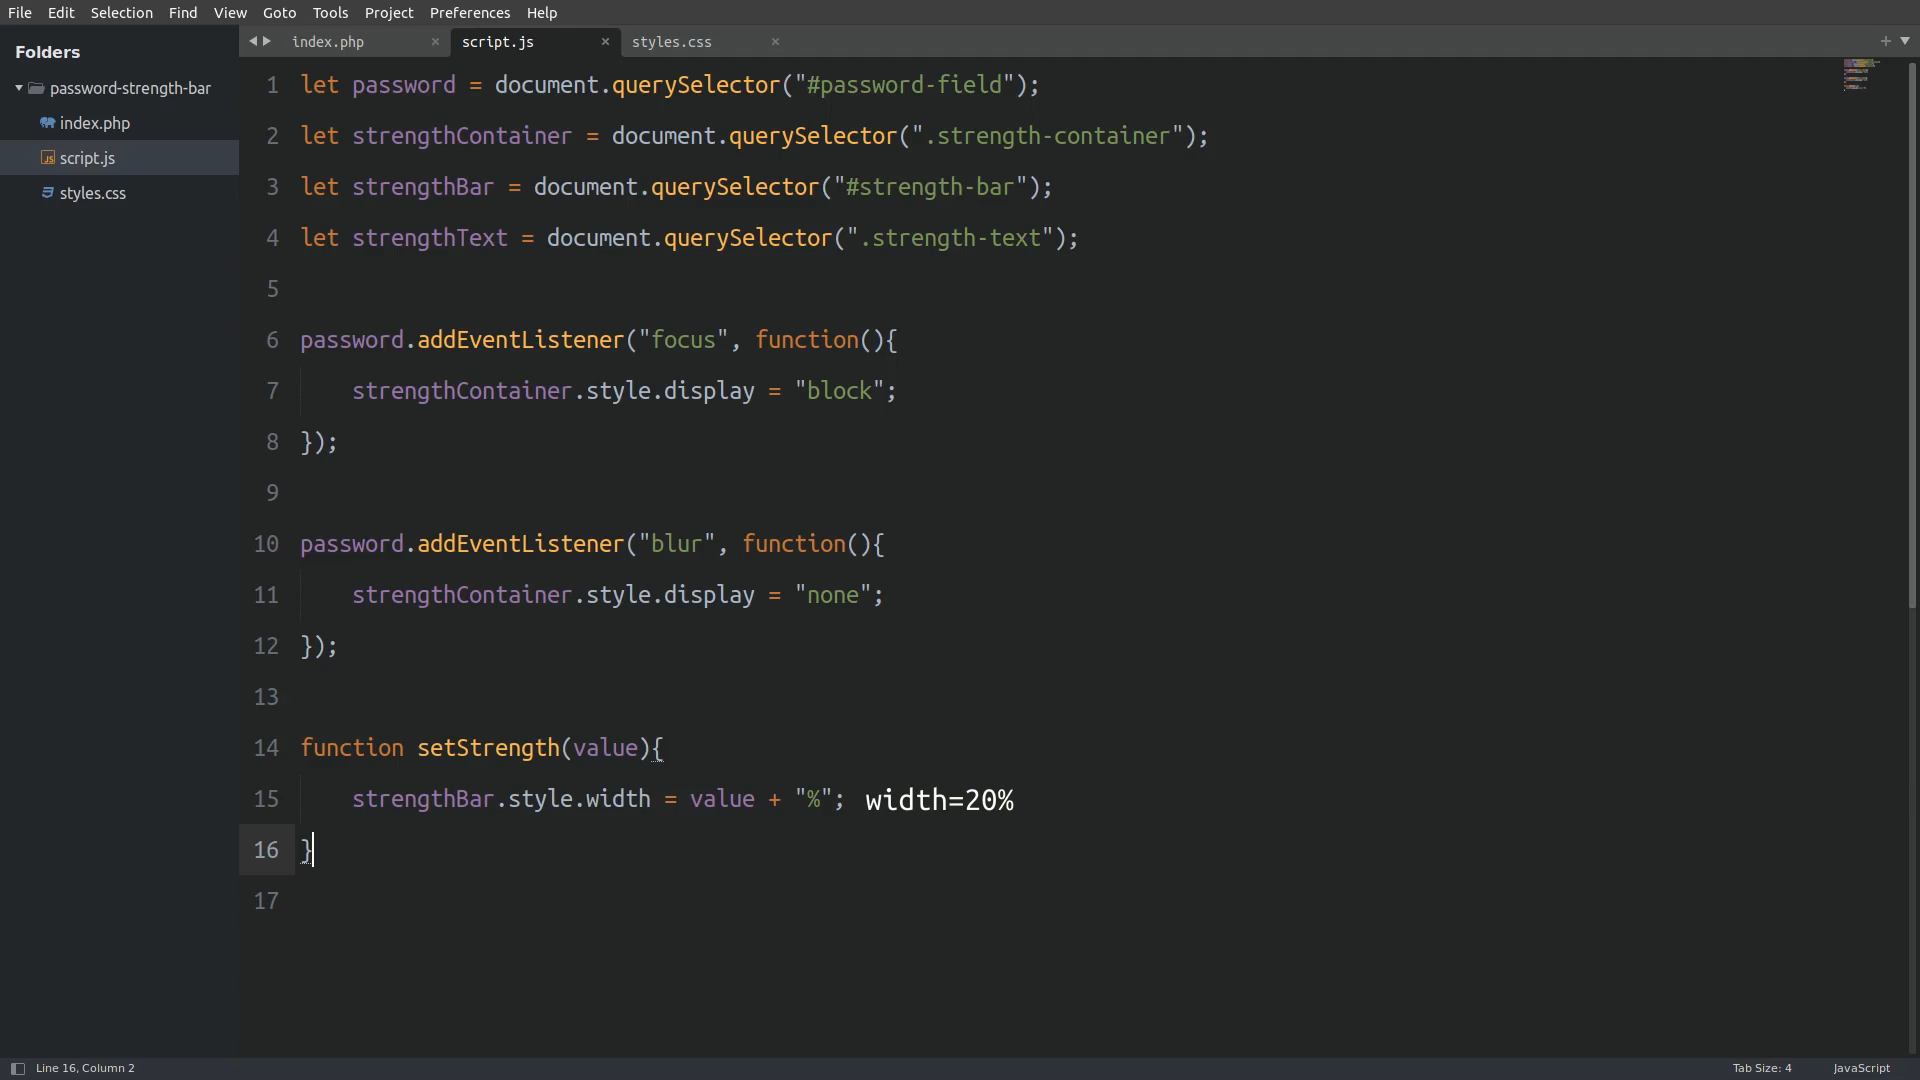 File Edit Selection Find View Goto Tools Project Preferences Help
Folders
password-strength-bar
index.php
script.js
styles.css
index.php × script.js × styles.css ×
1 let password = document.querySelector("#password-field");
2 let strengthContainer = document.querySelector(".strength-container");
3 let strengthBar = document.querySelector("#strength-bar");
4 let strengthText = document.querySelector(".strength-text");
5
6 password.addEventListener("focus", function(){
7     strengthContainer.style.display = "block";
8 });
9
10 password.addEventListener("blur", function(){
11     strengthContainer.style.display = "none";
12 });
13
14 function setStrength(value){
15     strengthBar.style.width = value + "%"; width=20%
16 }
17
Line 16, Column 2 Tab Size: 4 JavaScript